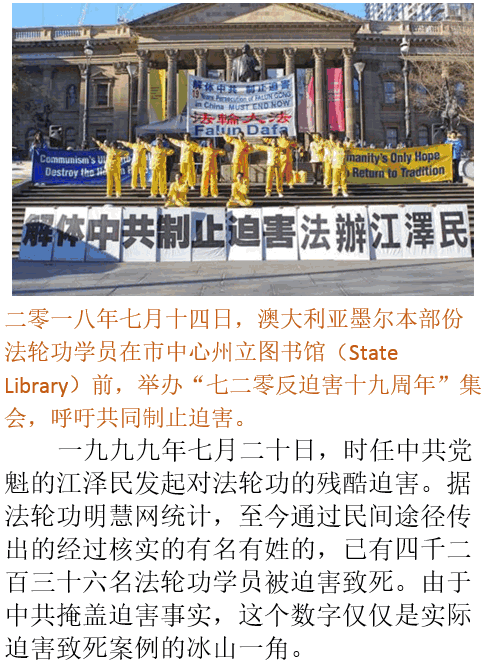 解体中共 制止迫害
19 Years Persecution of FALUN GONG
in China MUST END NOW
法輪大法
Falun Dafa
Communism's
Destroy the
manity's Only Hope
Return to Tradition
解体中共制止迫害法辦江澤民
二零一八年七月十四日，澳大利亚墨尔本部份
法轮功学员在市中心州立图书馆（State
Library）前，举办“七二零反迫害十九周年”集
会，呼吁共同制止迫害。
一九九九年七月二十日，时任中共党
魁的江泽民发起对法轮功的残酷迫害。据
法轮功明慧网统计，至今通过民间途径传
出的经过核实的有名有姓的，已有四千二
百三十六名法轮功学员被迫害致死。由于
中共掩盖迫害事实，这个数字仅仅是实际
迫害致死案例的冰山一角。